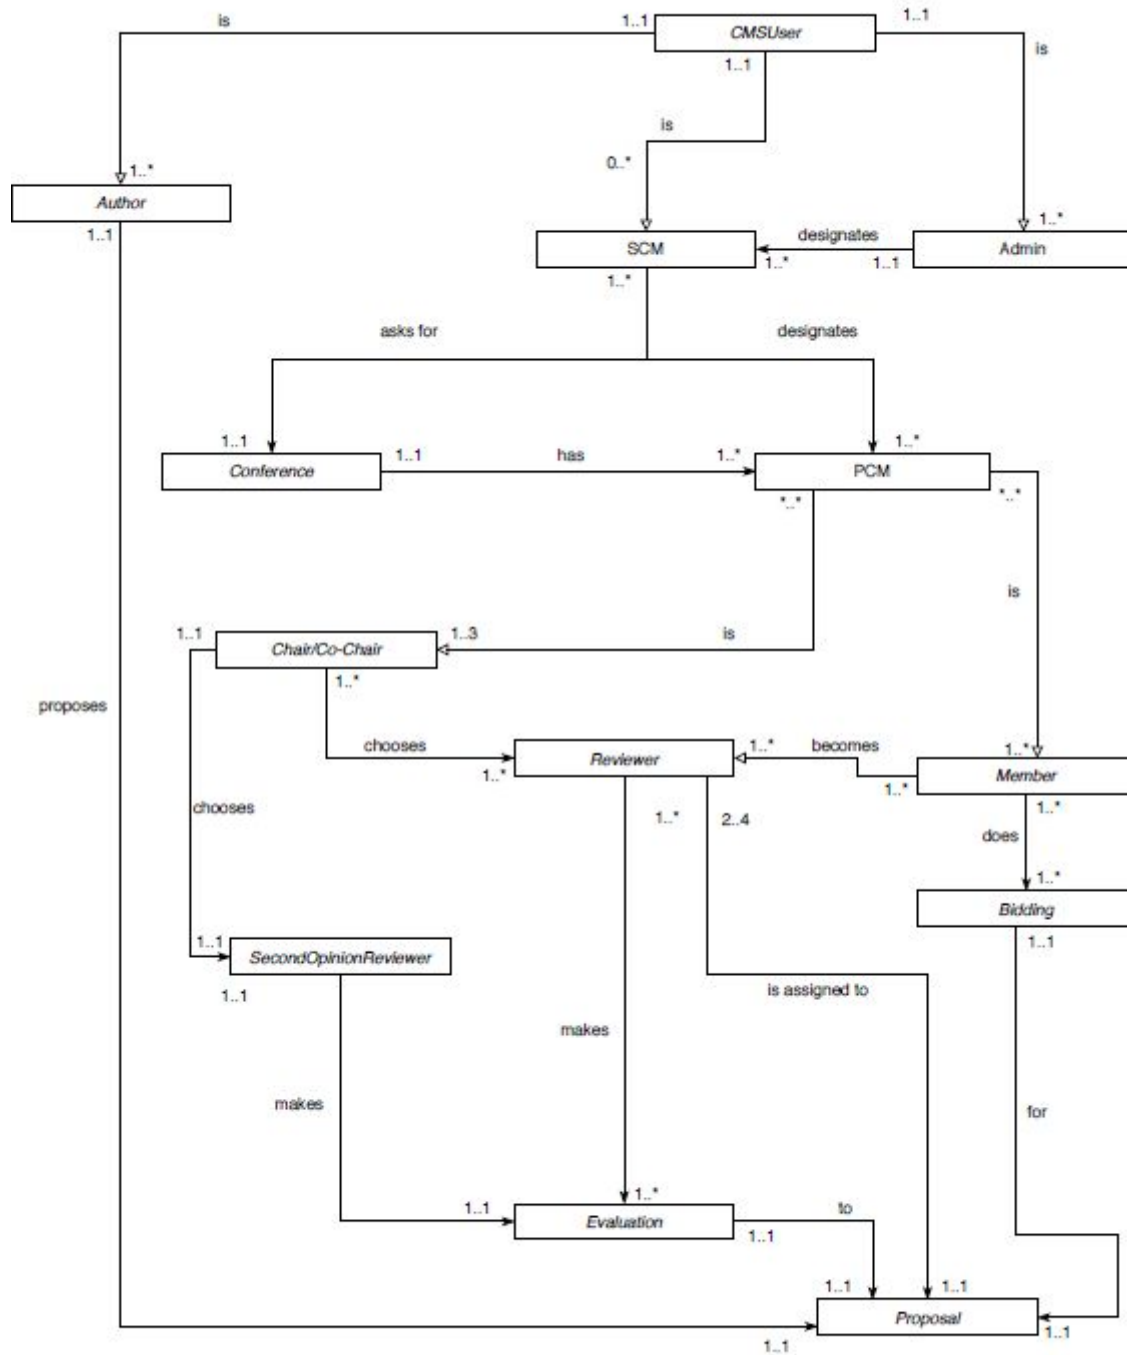 is
1..1
CMSUser
1..1
1..1
is
is
0..*
1..*
Author
1..1
1..*
SCM
designates
Admin
1..*
1..1
1..*
asks for
designates
1..1
1..*
Conference
1..1
has
1..*
PCM
*..*
*..*
is
1..1
Chair/Co-Chair
1..3
is
1..*
proposes
chooses
Reviewer
1..*
becomes
1..*
Member
1..*
1..*
1..*
chooses
1..*
2..4
does
1..*
Bidding
1..1
1..1
SecondOpinionReviewer
1..1
is assigned to
makes
makes
for
1..1
1..*
Evaluation
to
1..1
1..1
1..1
Proposal
1..1
1..1